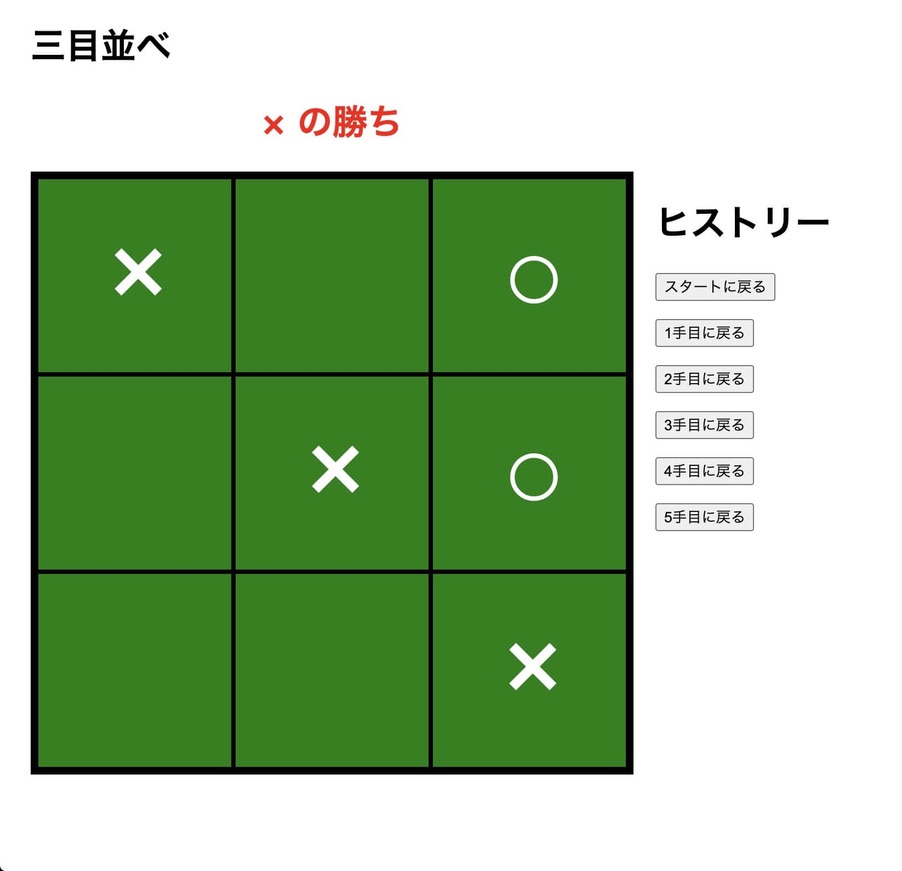 三目並べ
× の勝ち
× ○
× ○
×
ヒストリー
スタートに戻る
1手目に戻る
2手目に戻る
3手目に戻る
4手目に戻る
5手目に戻る